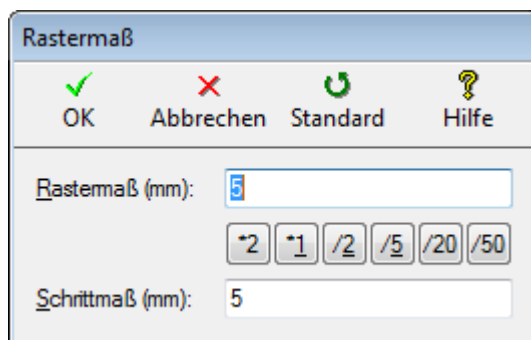 Rastermaß
OK Abbrechen Standard Hilfe
Rastermaß (mm): 5
*2 *1 /2 /5 /20 /50
Schrittmaß (mm): 5